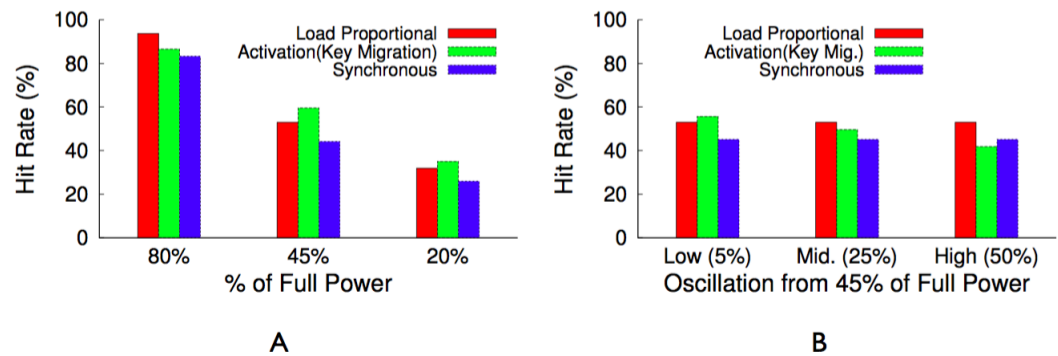 100
80
60
40
20
0
Hit Rate (%)
Load Proportional
Activation(Key Migration)
Synchronous
80% 45% 20%
% of Full Power
A
100
80
60
40
20
0
Hit Rate (%)
Load Proportional
Activation(Key Mig.)
Synchronous
Low (5%) Mid. (25%) High (50%)
Oscillation from 45% of Full Power
B